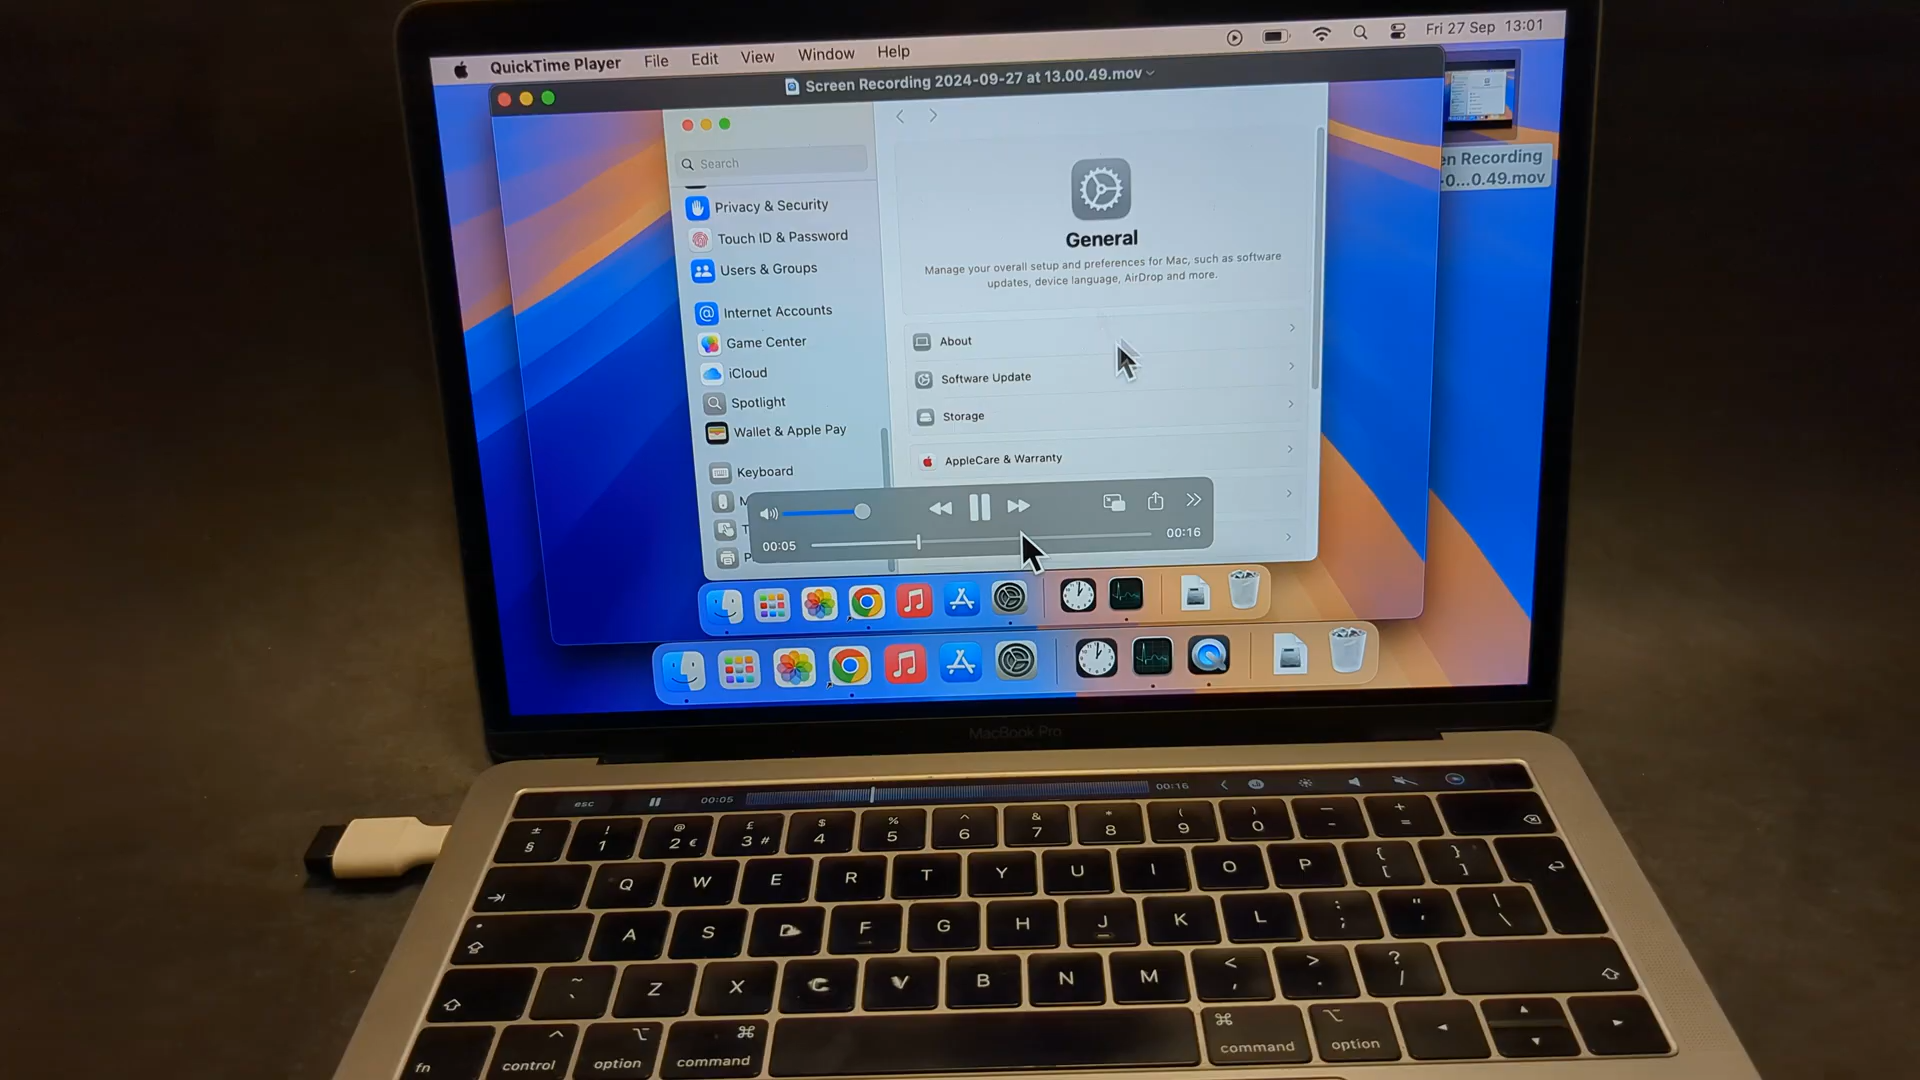 QuickTime Player File Edit View Window Help Fri 27 Sep 13:01
Screen Recording 2024-09-27 at 13.00.49.mov
en Recording
-0...0.49.mov
Search
Privacy & Security
Touch ID & Password
Users & Groups
Internet Accounts
Game Center
iCloud
Spotlight
Wallet & Apple Pay
Keyboard
M
T
P
General
Manage your overall setup and preferences for Mac, such as software
updates, device language, AirDrop and more.
About
Software Update
Storage
AppleCare & Warranty
00:05 00:16
MacBook Pro
esc 00:05 00:16
± ! @ £ $ % ^ & * ( ) _ +
§ 1 2 € 3 # 4 5 6 7 8 9 0 - =
Q W E R T Y U I O P { [ } ]
A S D F G H J K L : ; " ' | \
~ ` Z X C V B N M < , > . ? /
fn control option command command option